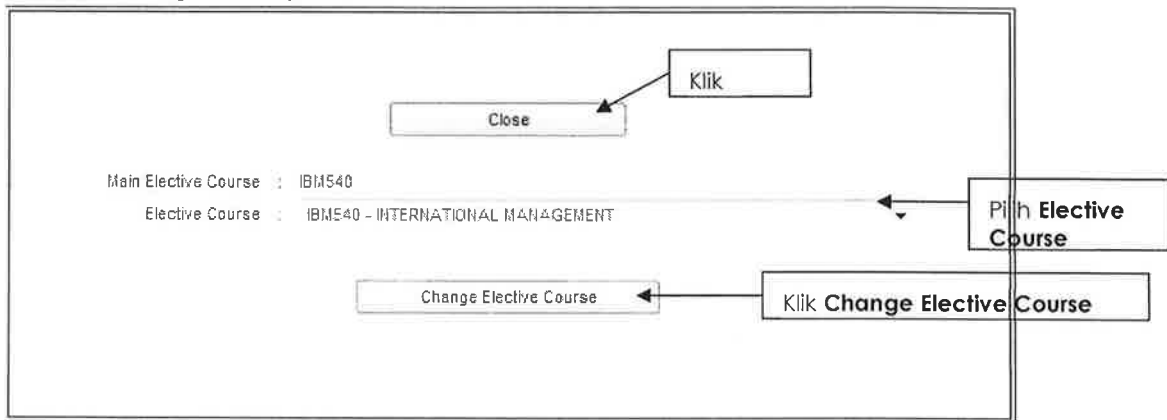 Klik
Close
Main Elective Course : IBM540
Elective Course : IBM540 - INTERNATIONAL MANAGEMENT
Pilih Elective
Course
Change Elective Course
Klik Change Elective Course